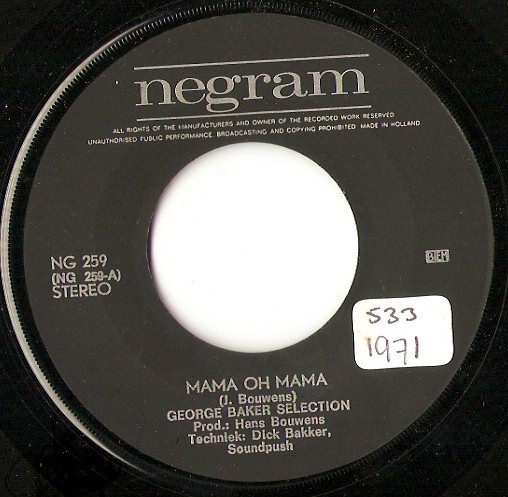 negram
ALL RIGHTS OF THE MANUFACTURERS AND OWNER OF THE RECORDED WORK RESERVED
UNAUTHORISED PUBLIC PERFORMANCE, BROADCASTING AND COPYING PROHIBITED MADE IN HOLLAND.
NG 259
(NG 259-A)
STEREO
BIEM
533
1971
MAMA OH MAMA
(J. Bouwens)
GEORGE BAKER SELECTION
Prod.: Hans Bouwens
Techniek: Dick Bakker,
Soundpush